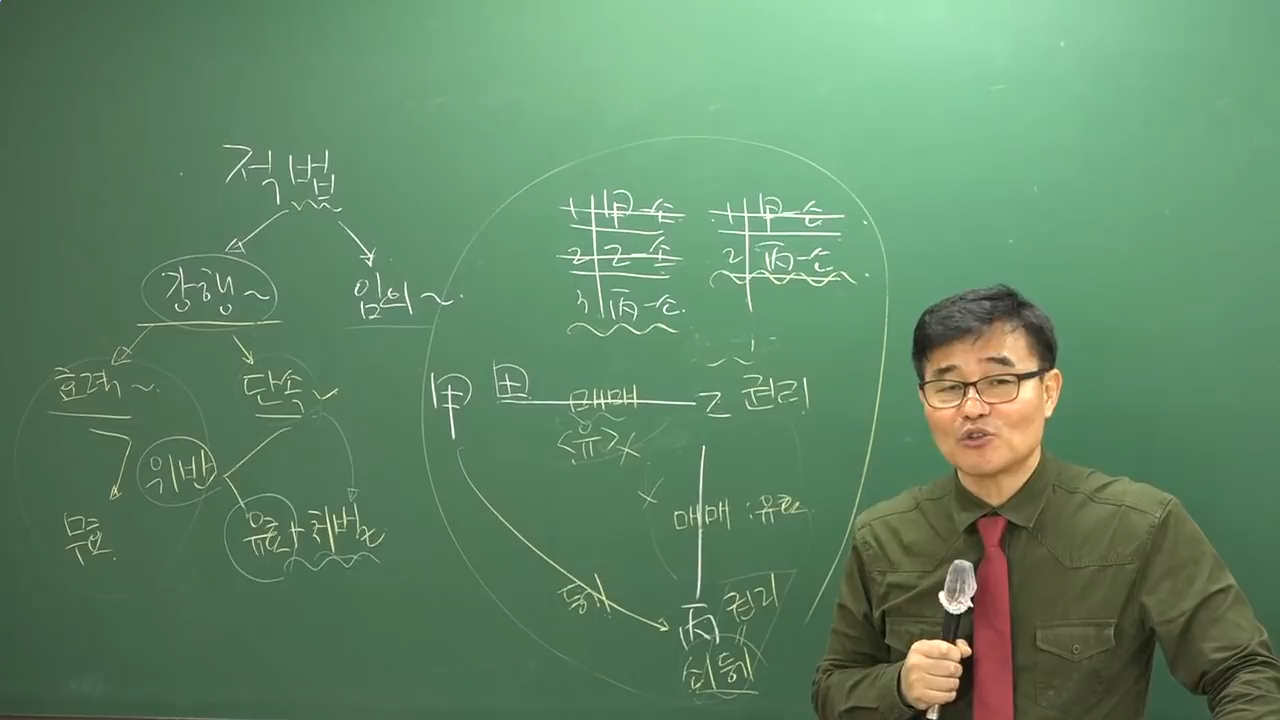 적법
강행~
임의~
효력~
단속
위반
무효
유효 + 처벌
1 甲-소
2 乙-소
3 丙-소
1 甲-소
2 丙-소
甲
土
매매
<유>
乙 권리
매매 : 유효
등기
丙 권리